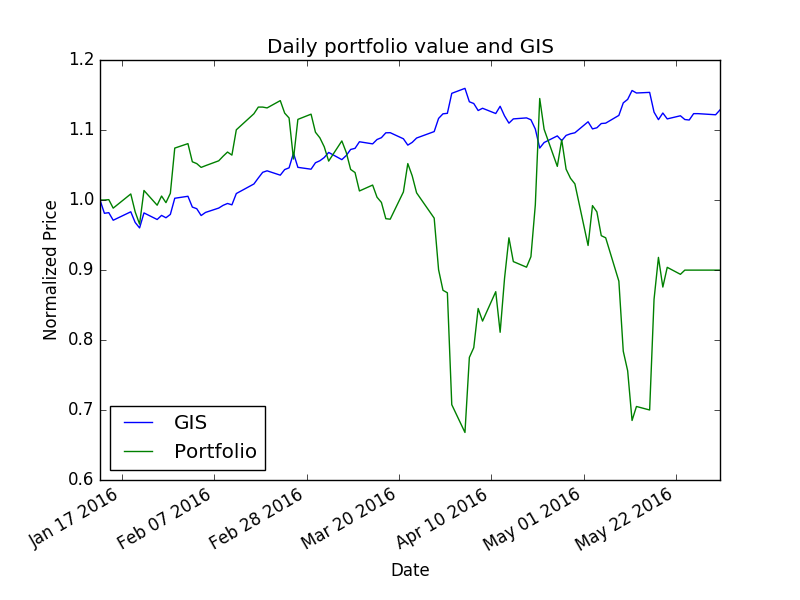 Daily portfolio value and GIS
1.2
1.1
1.0
0.9
0.8
0.7
0.6
Normalized Price
GIS
Portfolio
Jan 17 2016
Feb 07 2016
Feb 28 2016
Mar 20 2016
Apr 10 2016
May 01 2016
May 22 2016
Date